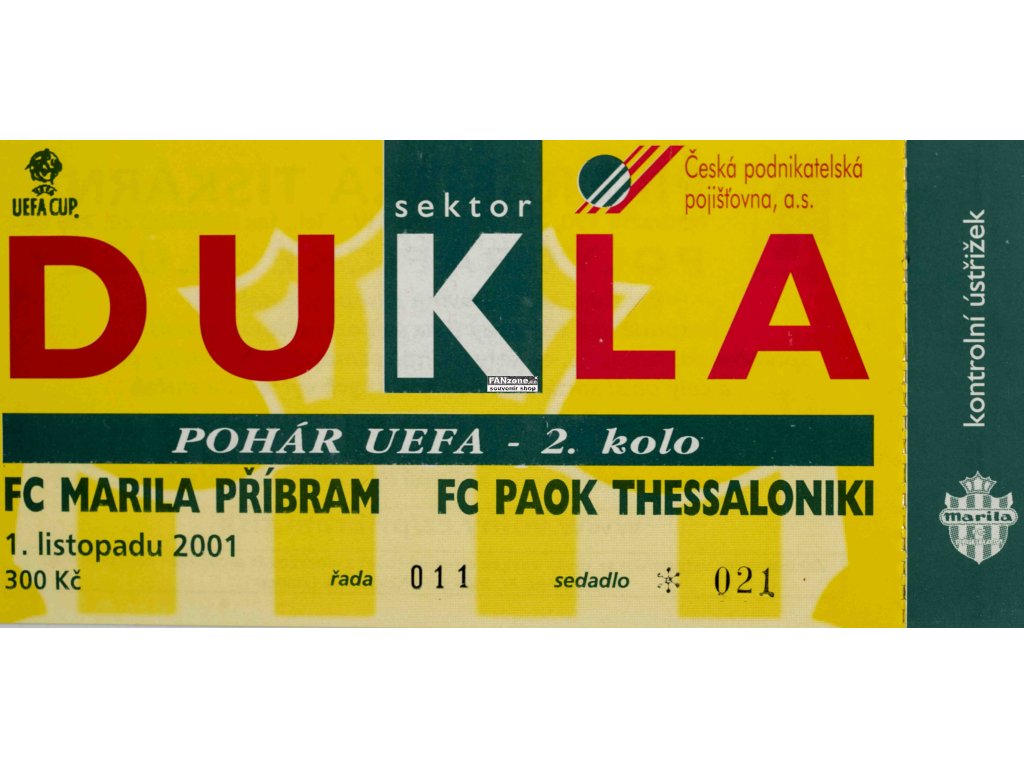 UEFA CUP.
sektor
Česká podnikatelská
pojišťovna, a.s.
DUKLA
FANzone.cz
souvenir shop
POHÁR UEFA - 2. kolo
FC MARILA PŘÍBRAM FC PAOK THESSALONIKI
1. listopadu 2001
300 Kč
řada 011 sedadlo 021
kontrolní ústřižek
marila